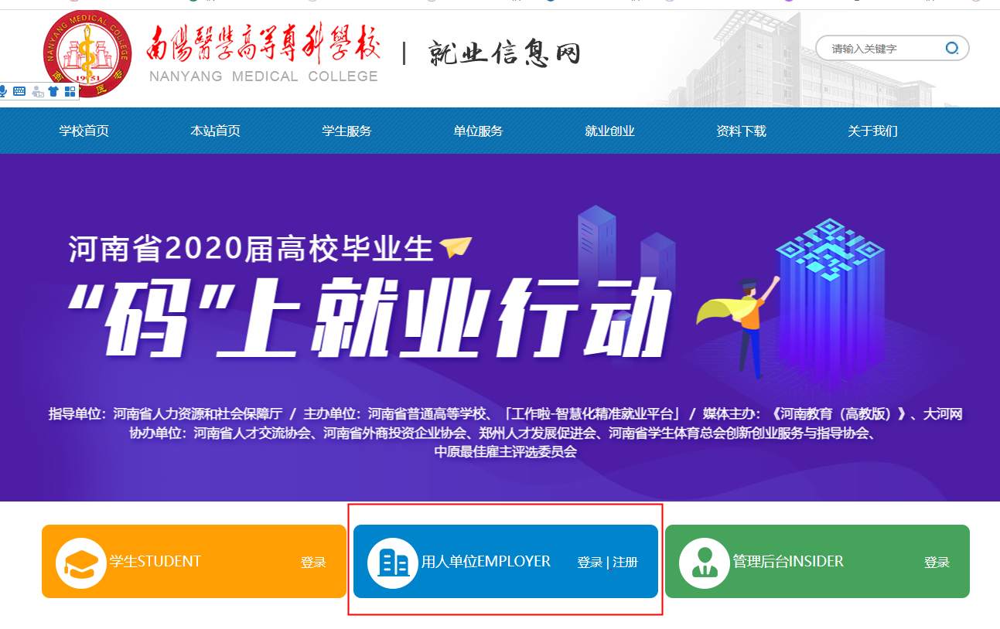 NANYANG MEDICAL COLLEGE
1951
南陽醫學高等專科學校
NANYANG MEDICAL COLLEGE
就业信息网
请输入关键字
学校首页 本站首页 学生服务 单位服务 就业创业 资料下载 关于我们
河南省2020届高校毕业生
“码”上就业行动
指导单位：河南省人力资源和社会保障厅 / 主办单位：河南省普通高等学校、「工作啦-智慧化精准就业平台」 / 媒体主办：《河南教育（高教版）》、大河网
协办单位：河南省人才交流协会、河南省外商投资企业协会、郑州人才发展促进会、河南省学生体育总会创新创业服务与指导协会、
中原最佳雇主评选委员会
学生STUDENT 登录
用人单位EMPLOYER 登录 | 注册
管理后台INSIDER 登录